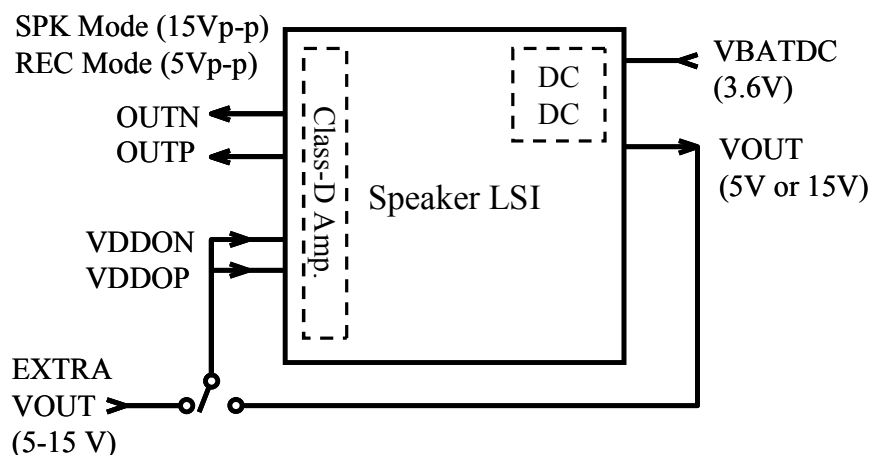 SPK Mode (15Vp-p)
REC Mode (5Vp-p)
OUTN
OUTP
VDDON
VDDOP
EXTRA
VOUT
(5-15 V)
Class-D Amp.
Speaker LSI
DC
DC
VBATDC
(3.6V)
VOUT
(5V or 15V)